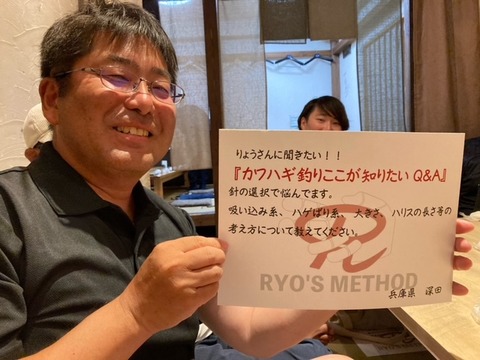 りょうさんに聞きたい！！
『カワハギ釣りここが知りたい Q&A』
針の選択で悩んでます。
吸い込み系、ハゲばり系、大きさ、ハリスの長さ等の
考え方について教えてください。
RYO'S METHOD
兵庫県 深田